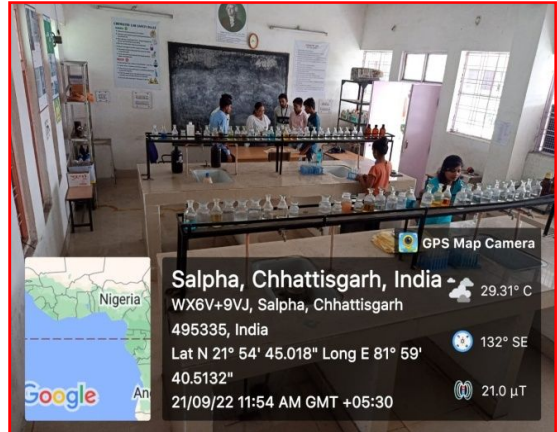 GPS Map Camera
Salpha, Chhattisgarh, India
WX6V+9VJ, Salpha, Chhattisgarh
495335, India
Lat N 21° 54' 45.018" Long E 81° 59'
40.5132"
21/09/22 11:54 AM GMT +05:30
29.31° C
132° SE
21.0 µT
Nigeria
An
Google